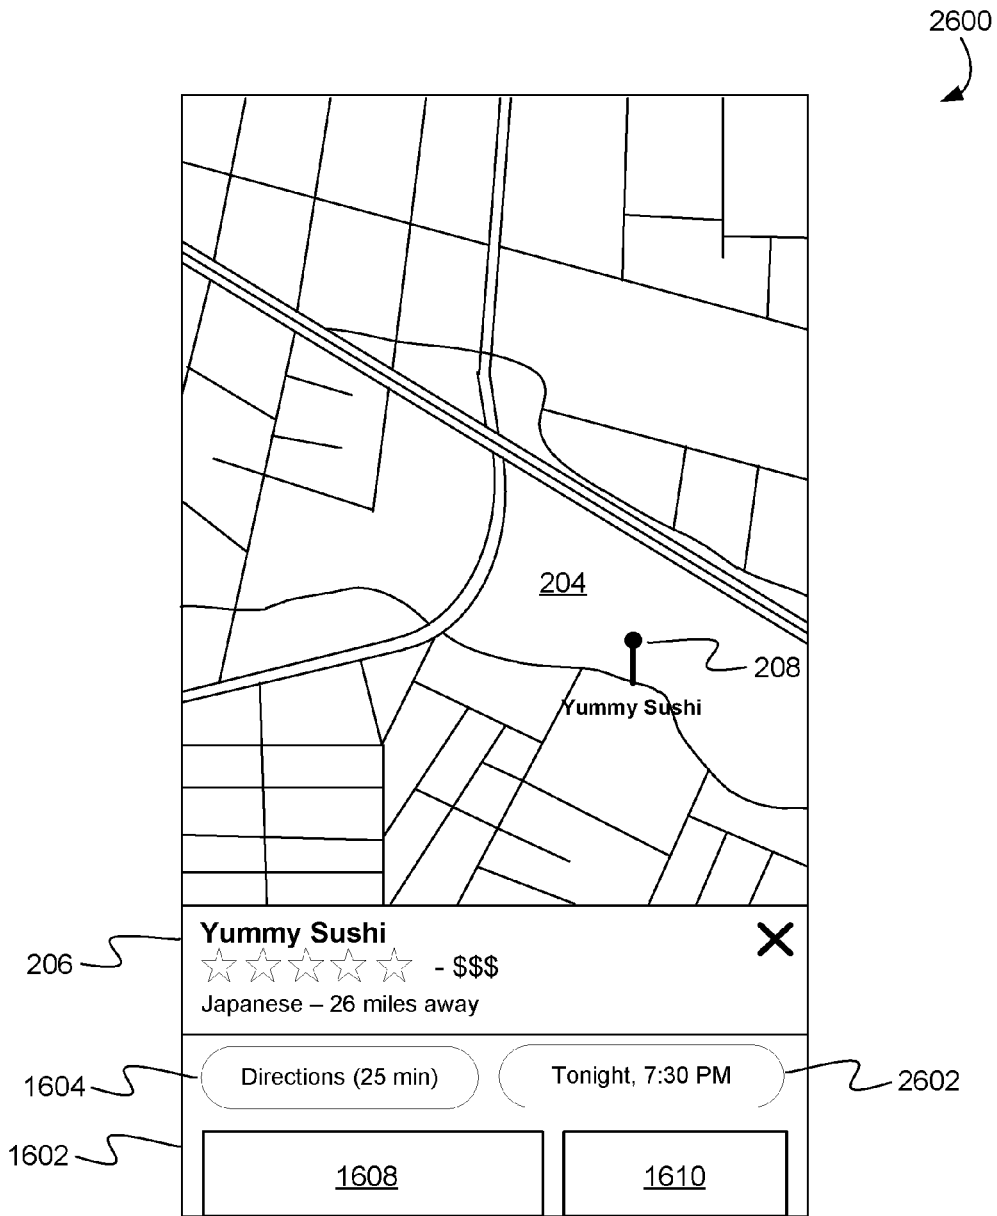 2600
204
208
Yummy Sushi
Yummy Sushi
206
- $$$
Japanese – 26 miles away
1604
Directions (25 min)
Tonight, 7:30 PM
2602
1602
1608
1610